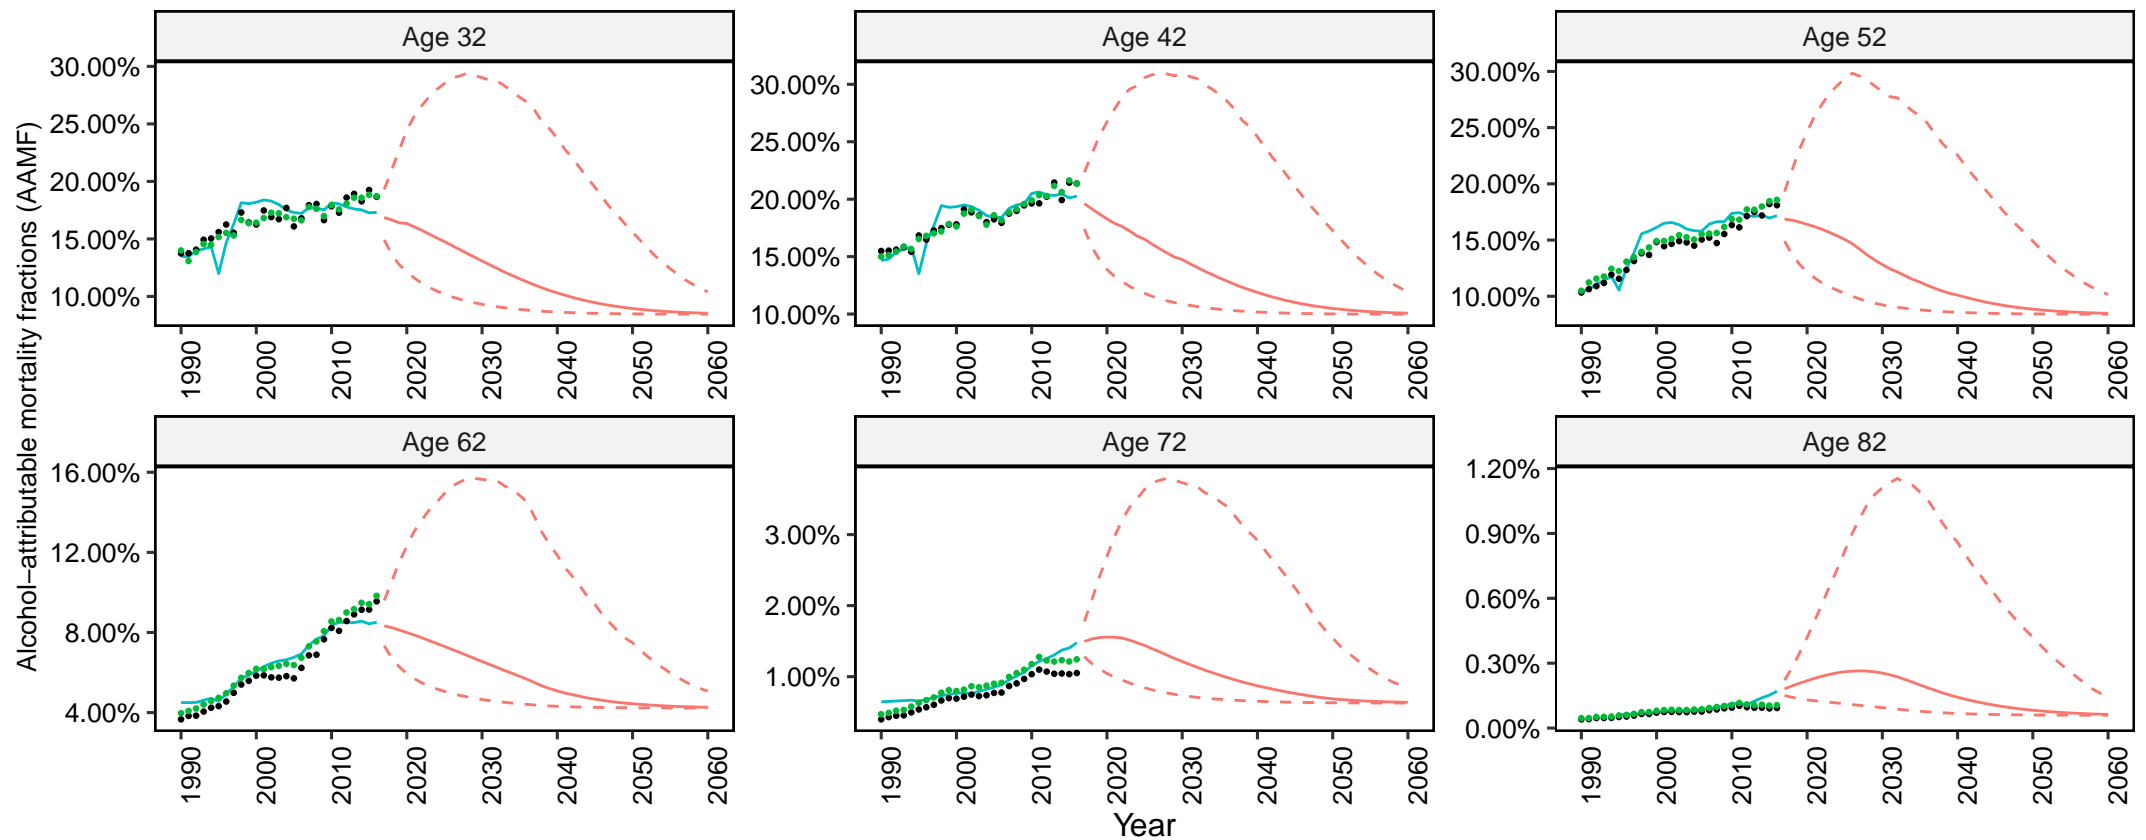 Alcohol−attributable mortality fractions (AAMF)
Age 32
30.00%
25.00%
20.00%
15.00%
10.00%
1990 2000 2010 2020 2030 2040 2050 2060
Age 42
30.00%
25.00%
20.00%
15.00%
10.00%
1990 2000 2010 2020 2030 2040 2050 2060
Age 52
30.00%
25.00%
20.00%
15.00%
10.00%
1990 2000 2010 2020 2030 2040 2050 2060
Age 62
16.00%
12.00%
8.00%
4.00%
1990 2000 2010 2020 2030 2040 2050 2060
Age 72
3.00%
2.00%
1.00%
1990 2000 2010 2020 2030 2040 2050 2060
Age 82
1.20%
0.90%
0.60%
0.30%
0.00%
1990 2000 2010 2020 2030 2040 2050 2060
Year